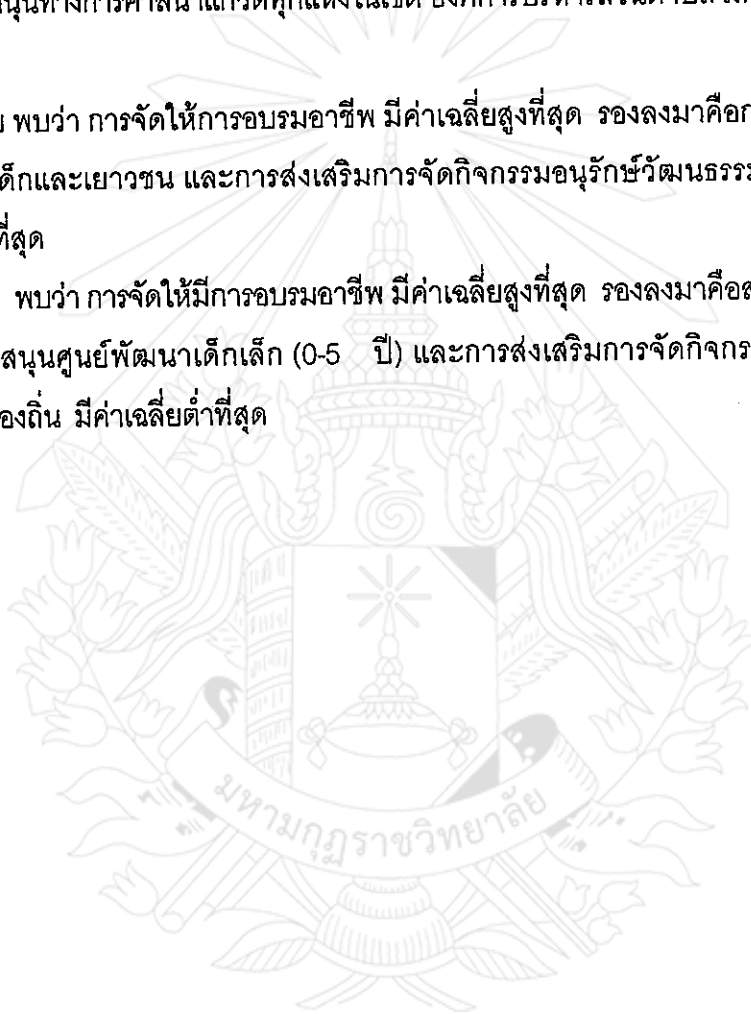 นุนทางการศาสนาแก่วัดทุกแห่งในเขต องค์การบริหารส่วนตำบล
พบว่า การจัดให้การอบรมอาชีพ มีค่าเฉลี่ยสูงที่สุด รองลงมาคือก
ด็กและเยาวชน และการส่งเสริมการจัดกิจกรรมอนุรักษ์วัฒนธรรม
ที่สุด
พบว่า การจัดให้มีการอบรมอาชีพ มีค่าเฉลี่ยสูงที่สุด รองลงมาคือส
สนุนศูนย์พัฒนาเด็กเล็ก (0-5 ปี) และการส่งเสริมการจัดกิจกร
องถิ่น มีค่าเฉลี่ยต่ำที่สุด
มหามกุฏราชวิทยาลัย